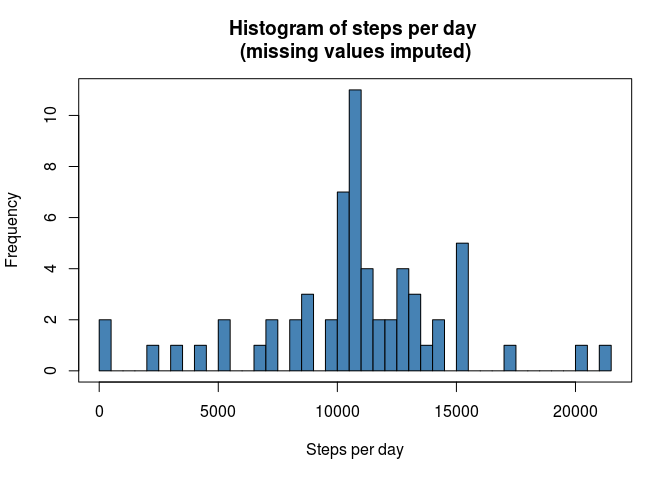 Histogram of steps per day
(missing values imputed)
Frequency
10
8
6
4
2
0
0 5000 10000 15000 20000
Steps per day